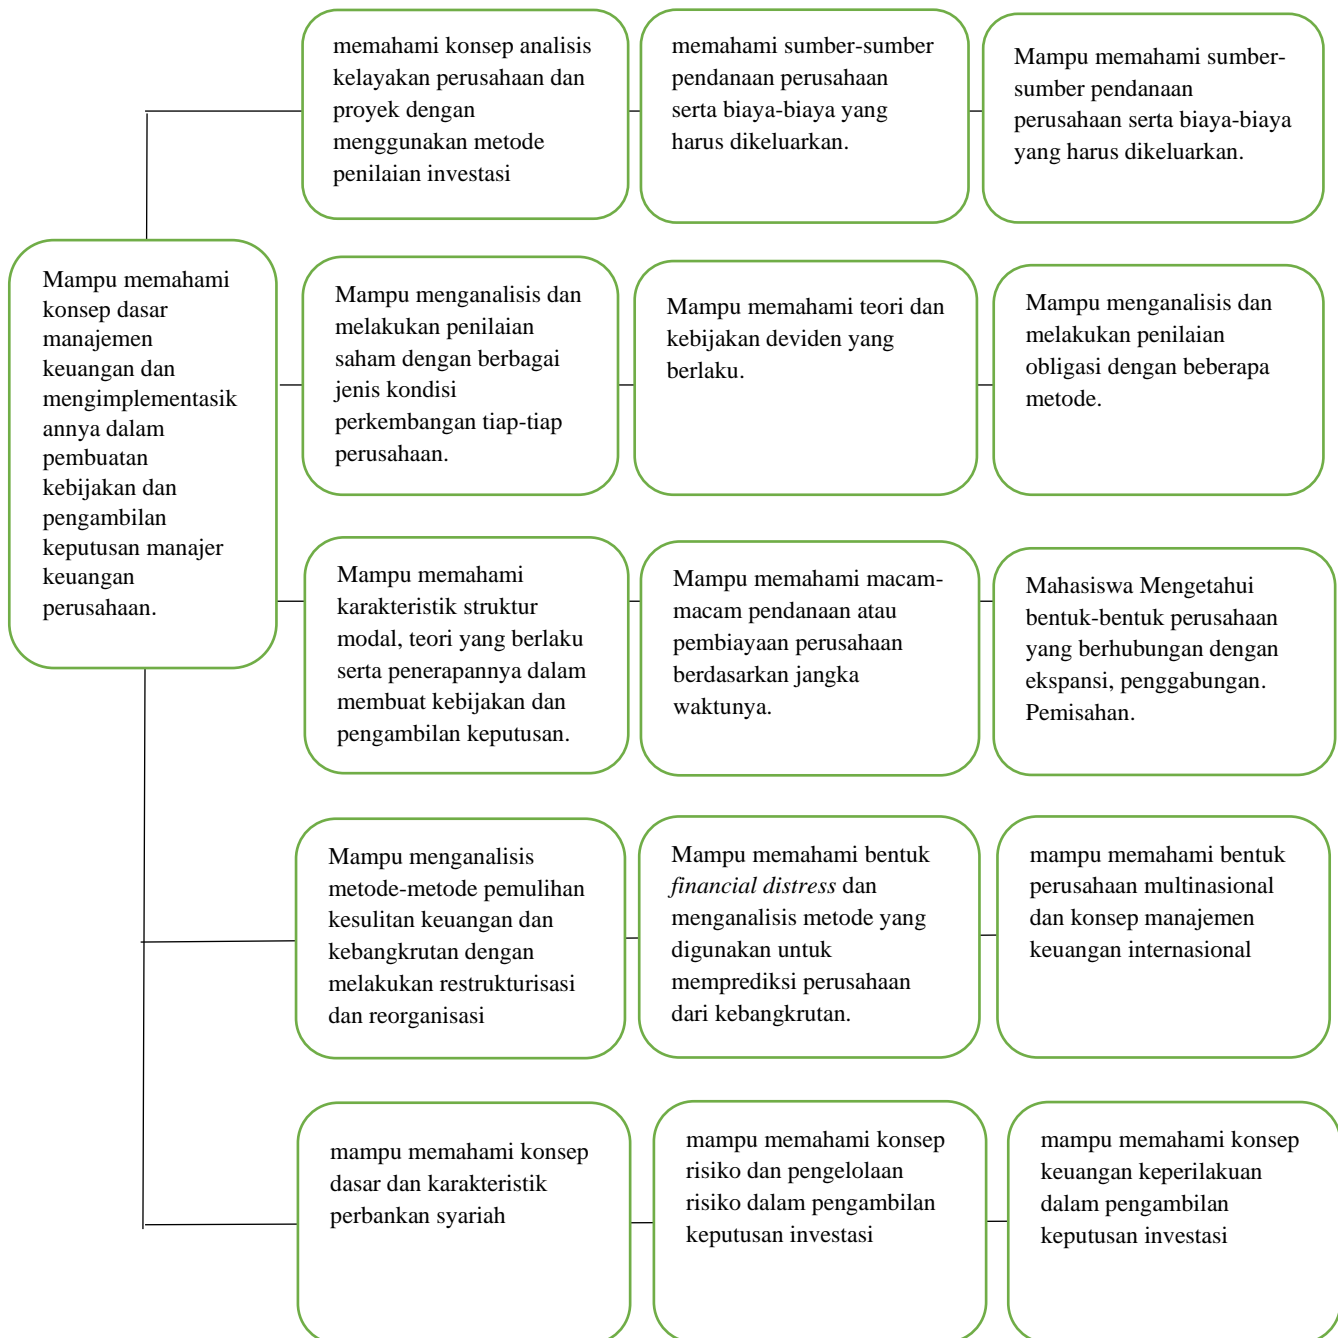 memahami konsep analisis
kelayakan perusahaan dan
proyek dengan
menggunakan metode
penilaian investasi
memahami sumber-sumber
pendanaan perusahaan
serta biaya-biaya yang
harus dikeluarkan.
Mampu memahami sumber-
sumber pendanaan
perusahaan serta biaya-biaya
yang harus dikeluarkan.
Mampu memahami
konsep dasar
manajemen
keuangan dan
mengimplementasik
annya dalam
pembuatan
kebijakan dan
pengambilan
keputusan manajer
keuangan
perusahaan.
Mampu menganalisis dan
melakukan penilaian
saham dengan berbagai
jenis kondisi
perkembangan tiap-tiap
perusahaan.
Mampu memahami teori dan
kebijakan deviden yang
berlaku.
Mampu menganalisis dan
melakukan penilaian
obligasi dengan beberapa
metode.
Mampu memahami
karakteristik struktur
modal, teori yang berlaku
serta penerapannya dalam
membuat kebijakan dan
pengambilan keputusan.
Mampu memahami macam-
macam pendanaan atau
pembiayaan perusahaan
berdasarkan jangka
waktunya.
Mahasiswa Mengetahui
bentuk-bentuk perusahaan
yang berhubungan dengan
ekspansi, penggabungan.
Pemisahan.
Mampu menganalisis
metode-metode pemulihan
kesulitan keuangan dan
kebangkrutan dengan
melakukan restrukturisasi
dan reorganisasi
Mampu memahami bentuk
financial distress dan
menganalisis metode yang
digunakan untuk
memprediksi perusahaan
dari kebangkrutan.
mampu memahami bentuk
perusahaan multinasional
dan konsep manajemen
keuangan internasional
mampu memahami konsep
dasar dan karakteristik
perbankan syariah
mampu memahami konsep
risiko dan pengelolaan
risiko dalam pengambilan
keputusan investasi
mampu memahami konsep
keuangan keperilakuan
dalam pengambilan
keputusan investasi